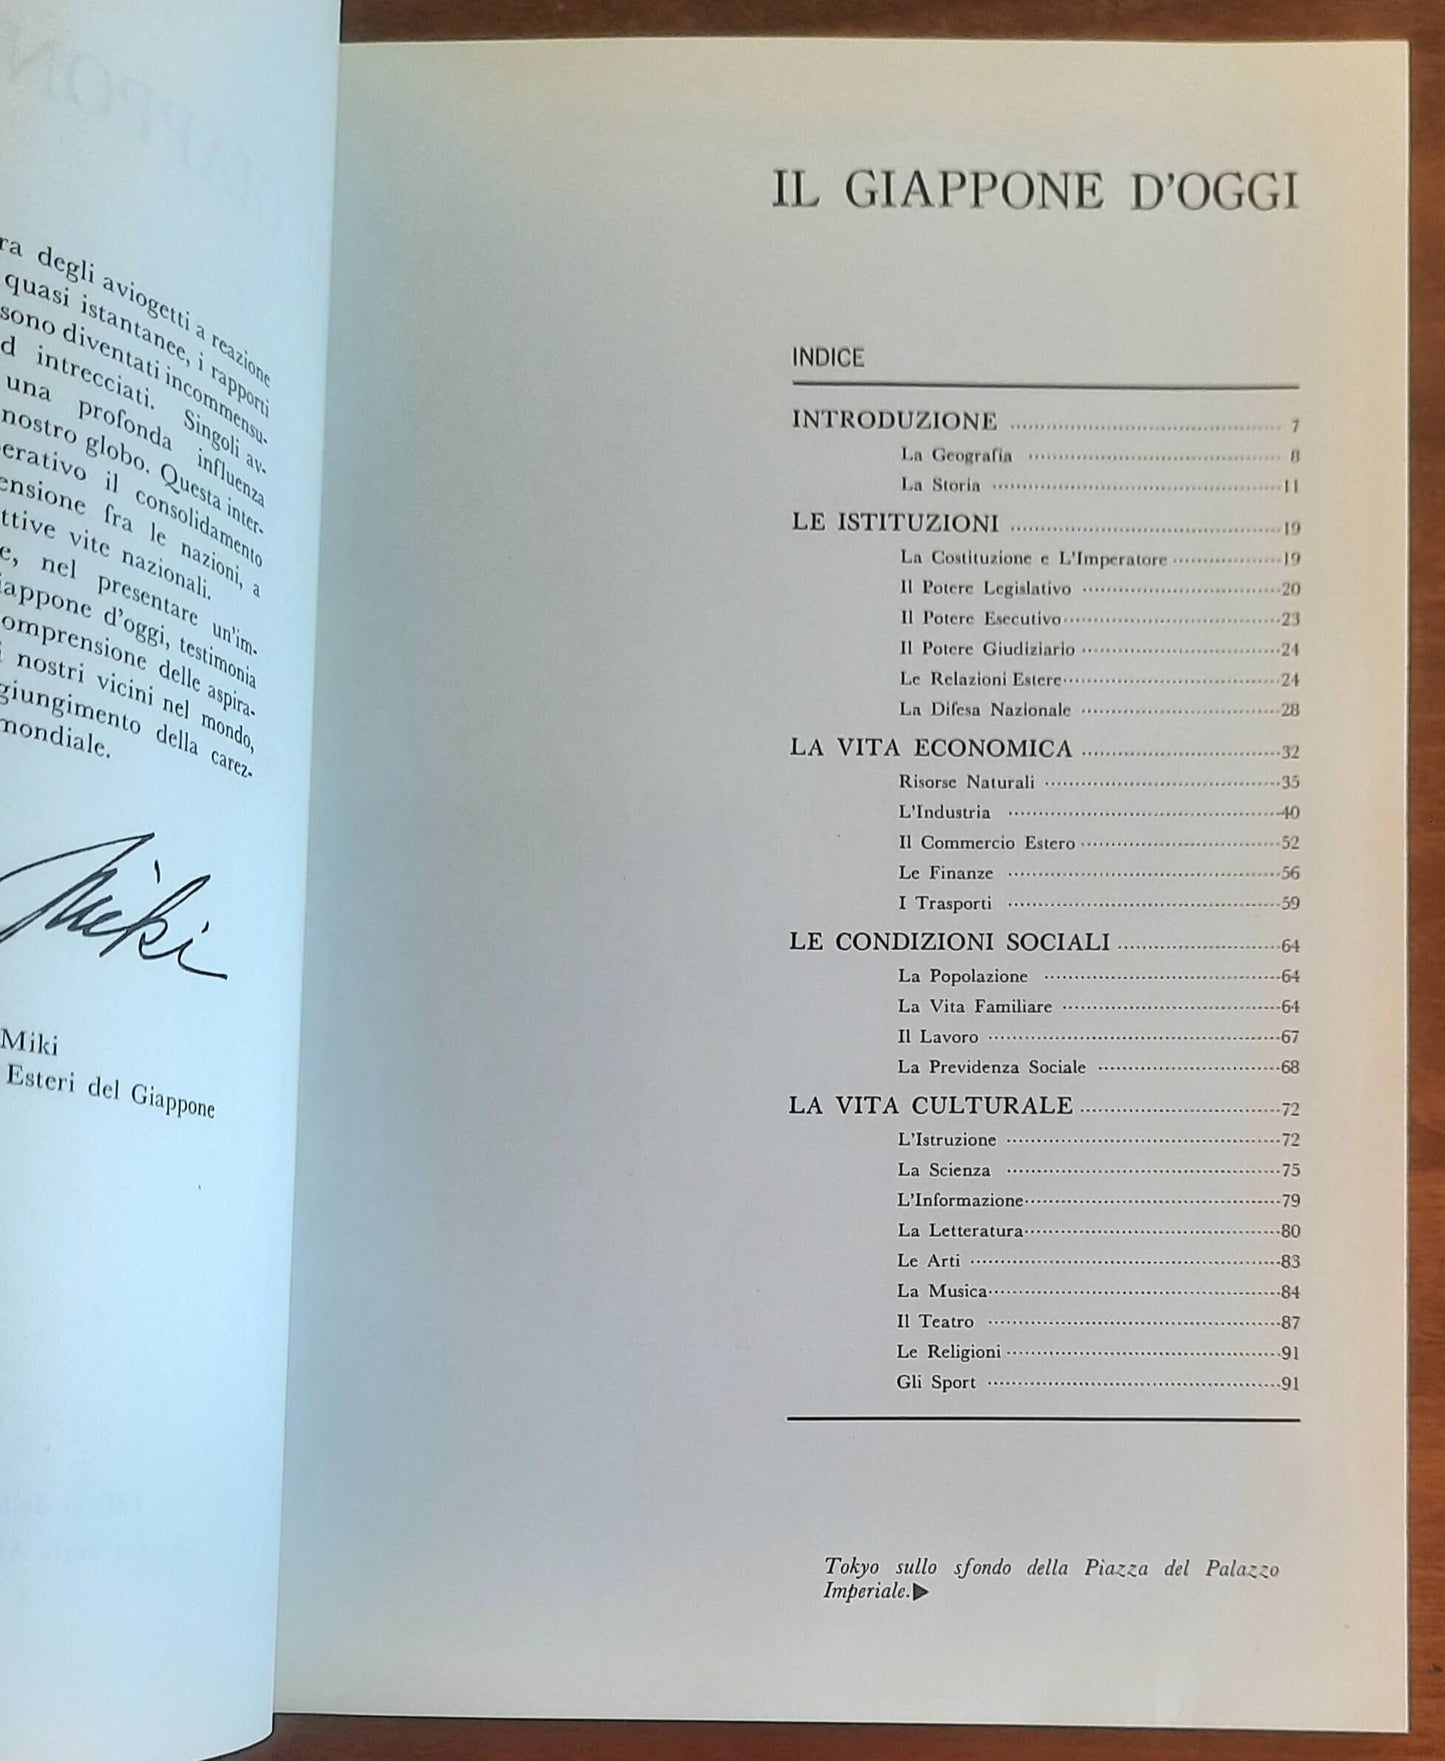 degli aviogetti a reazione
quasi istantanee, i rapporti
sono diventati incommensu-
intrecciati. Singoli av-
una profonda influenza
nostro globo. Questa inter-
il consolidamento
fra le nazioni, a
vite nazionali.
nel presentare un'im-
d'oggi, testimonia
delle aspira-
nostri vicini nel mondo,
della carez-
mondiale.
Miki
Miki
Esteri del Giappone
IL GIAPPONE D'OGGI
INDICE
INTRODUZIONE .......... 7
La Geografia .......... 8
La Storia .......... 11
LE ISTITUZIONI .......... 19
La Costituzione e L'Imperatore .......... 19
Il Potere Legislativo .......... 20
Il Potere Esecutivo .......... 23
Il Potere Giudiziario .......... 24
Le Relazioni Estere .......... 24
La Difesa Nazionale .......... 28
LA VITA ECONOMICA .......... 32
Risorse Naturali .......... 35
L'Industria .......... 40
Il Commercio Estero .......... 52
Le Finanze .......... 56
I Trasporti .......... 59
LE CONDIZIONI SOCIALI .......... 64
La Popolazione .......... 64
La Vita Familiare .......... 64
Il Lavoro .......... 67
La Previdenza Sociale .......... 68
LA VITA CULTURALE .......... 72
L'Istruzione .......... 72
La Scienza .......... 75
L'Informazione .......... 79
La Letteratura .......... 80
Le Arti .......... 83
La Musica .......... 84
Il Teatro .......... 87
Le Religioni .......... 91
Gli Sport .......... 91
Tokyo sullo sfondo della Piazza del Palazzo
Imperiale.▶